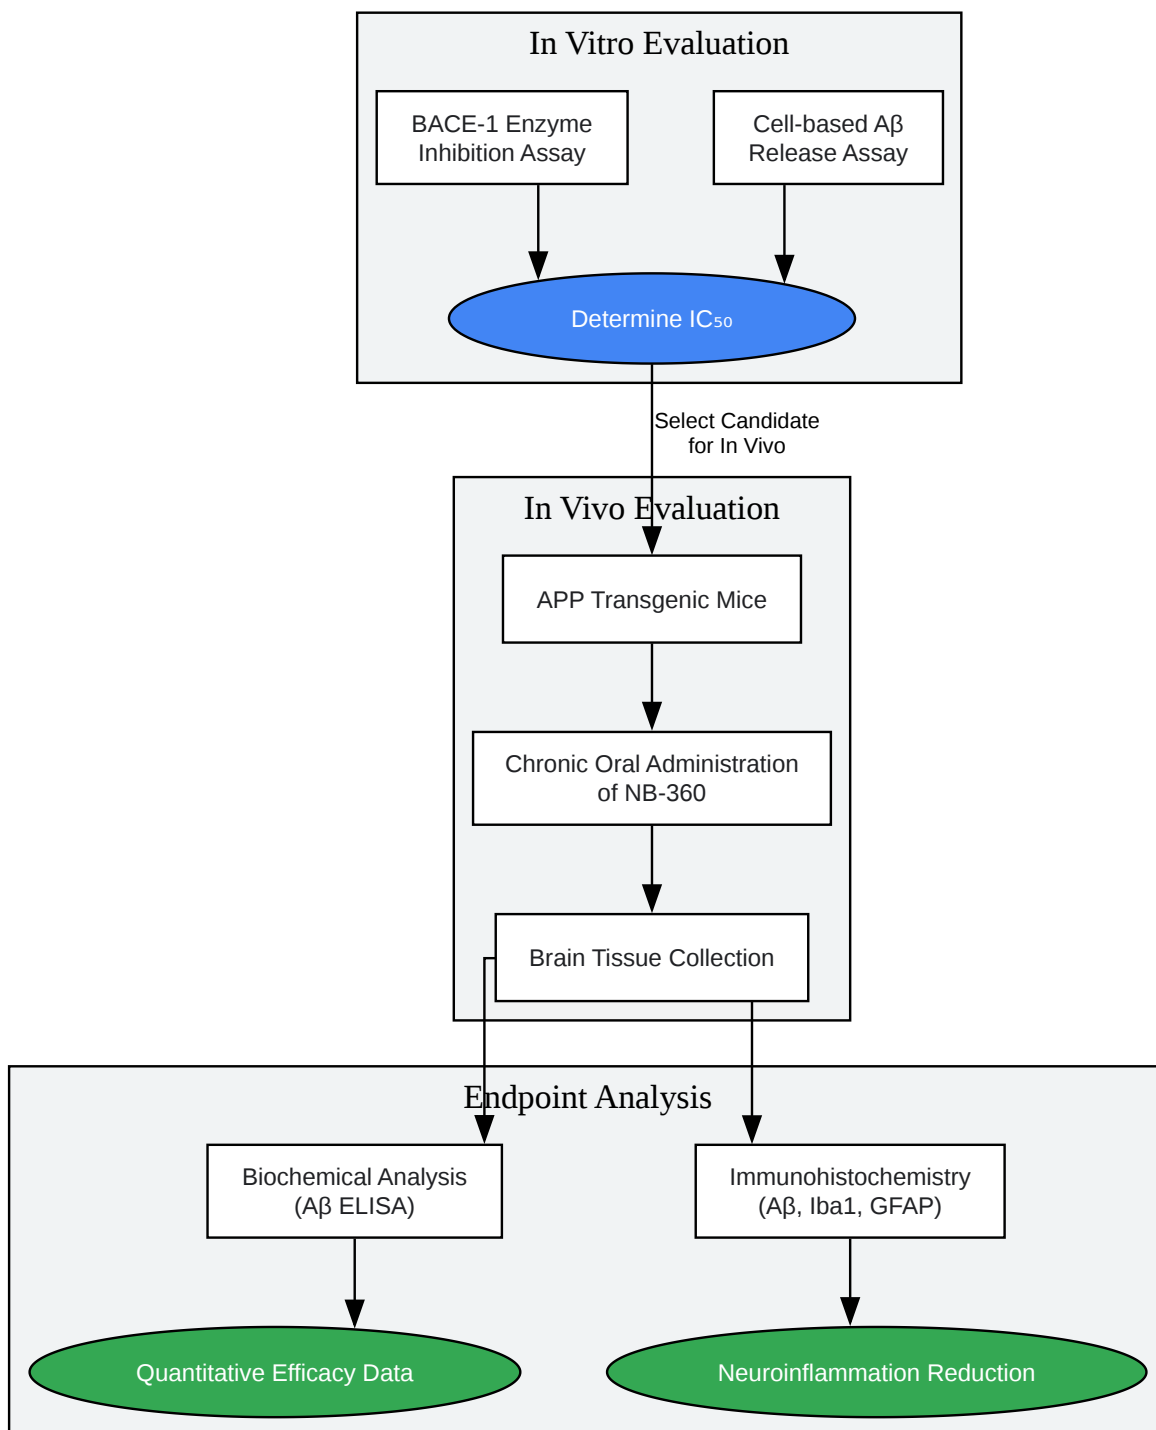 In Vitro Evaluation
BACE-1 Enzyme
Inhibition Assay
Cell-based Aβ
Release Assay
Determine IC₅₀
Select Candidate
for In Vivo
In Vivo Evaluation
APP Transgenic Mice
Chronic Oral Administration
of NB-360
Brain Tissue Collection
Endpoint Analysis
Biochemical Analysis
(Aβ ELISA)
Immunohistochemistry
(Aβ, Iba1, GFAP)
Quantitative Efficacy Data
Neuroinflammation Reduction